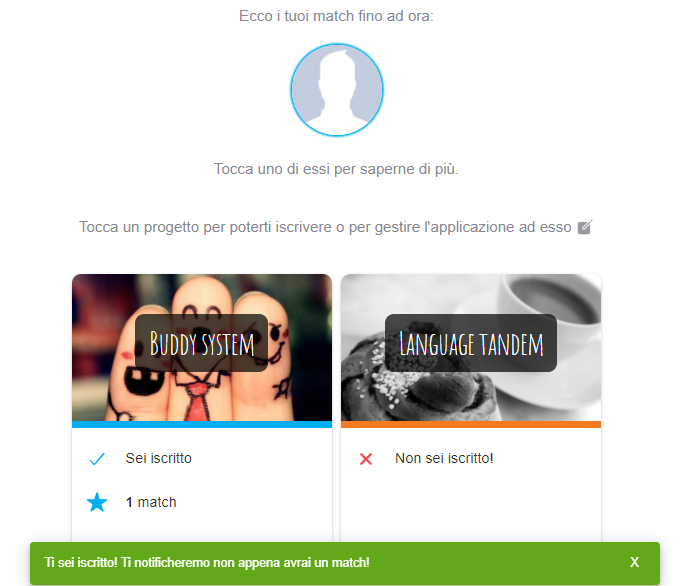 Ecco i tuoi match fino ad ora:
Tocca uno di essi per saperne di più.
Tocca un progetto per poterti iscrivere o per gestire l'applicazione ad esso
Buddy system
Language tandem
Sei iscritto
Non sei iscritto!
1 match
Ti sei iscritto! Ti notificheremo non appena avrai un match!
X